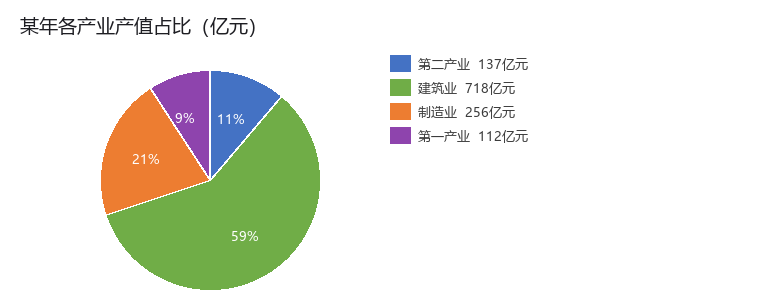 某年各产业产值占比（亿元）
第二产业 137亿元
建筑业 718亿元
制造业 256亿元
第一产业 112亿元
9%
11%
21%
59%